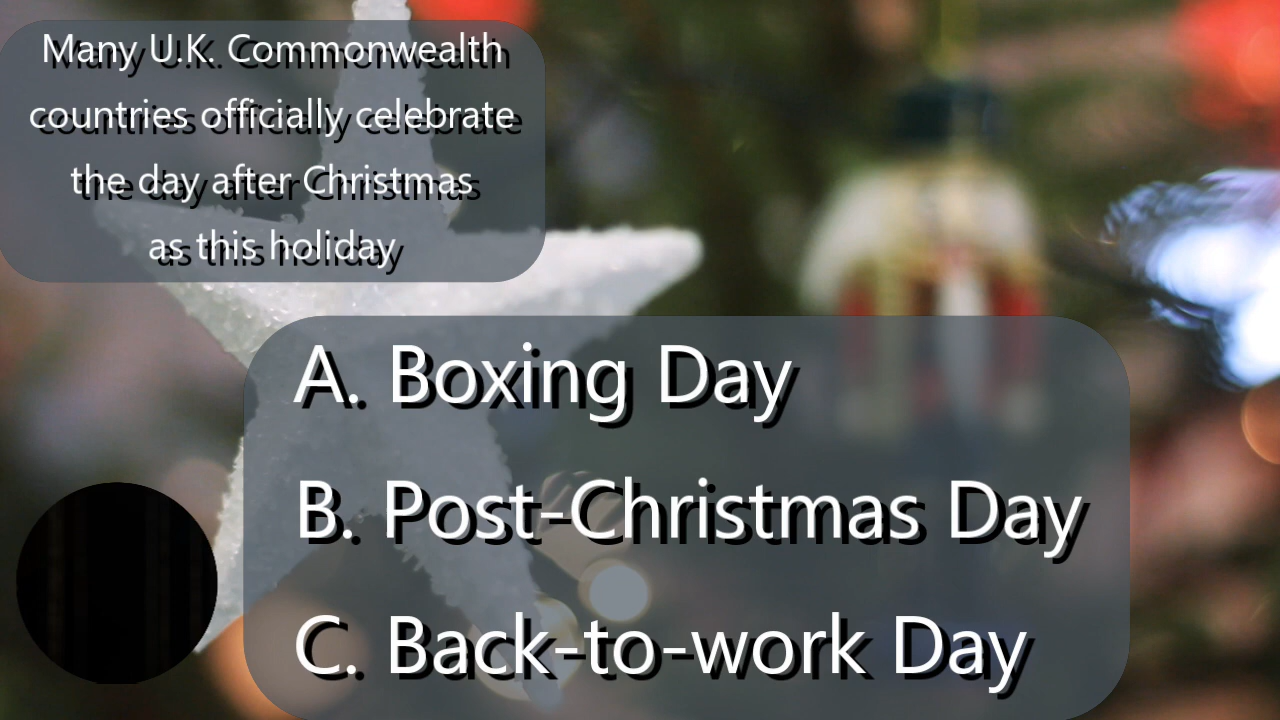 Many U.K. Commonwealth
countries officially celebrate
the day after Christmas
as this holiday
A. Boxing Day
B. Post-Christmas Day
C. Back-to-work Day